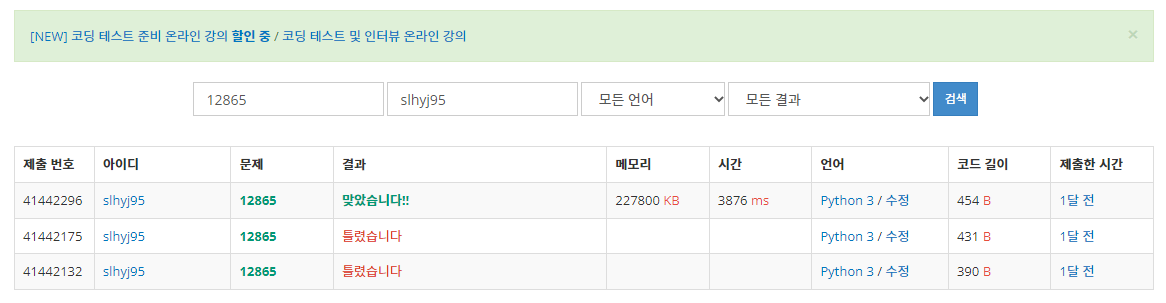 [NEW] 코딩 테스트 준비 온라인 강의 할인 중 / 코딩 테스트 및 인터뷰 온라인 강의 ×
12865 slhyj95 모든 언어 모든 결과 검색
제출 번호 아이디 문제 결과 메모리 시간 언어 코드 길이 제출한 시간
41442296 slhyj95 12865 맞았습니다!! 227800 KB 3876 ms Python 3 / 수정 454 B 1달 전
41442175 slhyj95 12865 틀렸습니다 Python 3 / 수정 431 B 1달 전
41442132 slhyj95 12865 틀렸습니다 Python 3 / 수정 390 B 1달 전